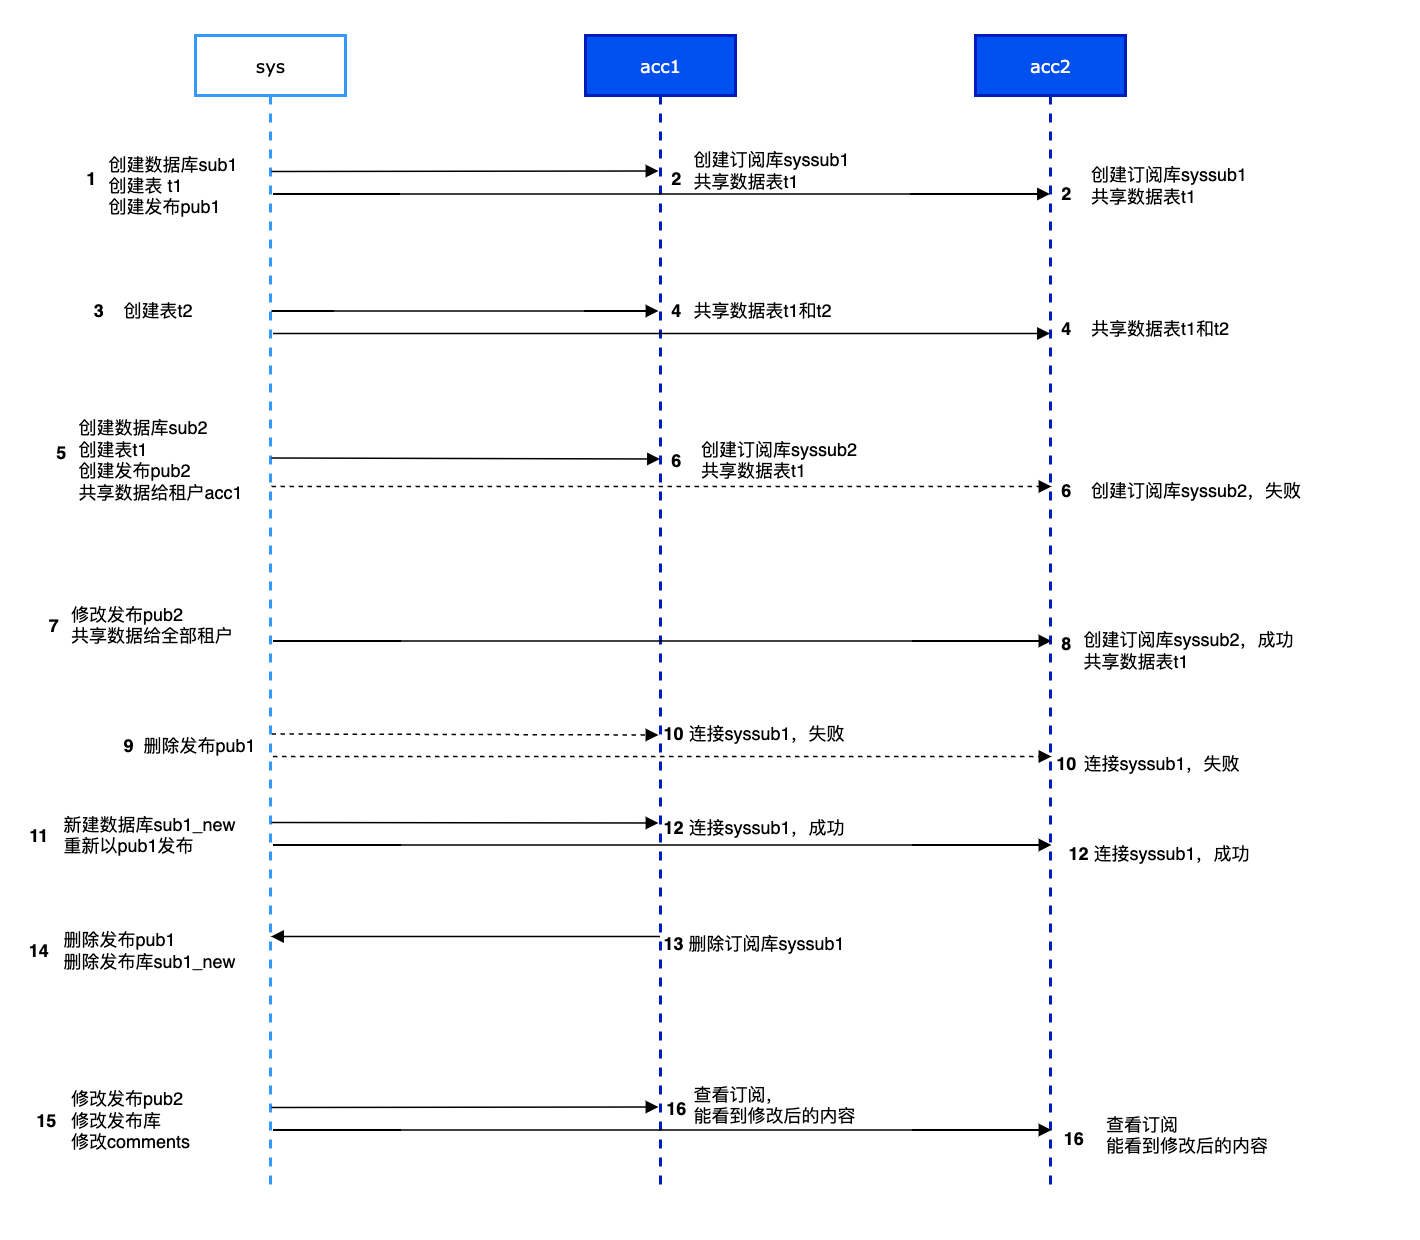 sys
acc1
acc2
1
创建数据库sub1
创建表 t1
创建发布pub1
2
创建订阅库syssub1
共享数据表t1
2
创建订阅库syssub1
共享数据表t1
3
创建表t2
4
共享数据表t1和t2
4
共享数据表t1和t2
5
创建数据库sub2
创建表t1
创建发布pub2
共享数据给租户acc1
6
创建订阅库syssub2
共享数据表t1
6
创建订阅库syssub2，失败
7
修改发布pub2
共享数据给全部租户
8
创建订阅库syssub2，成功
共享数据表t1
9
删除发布pub1
10
连接syssub1，失败
10
连接syssub1，失败
11
新建数据库sub1_new
重新以pub1发布
12
连接syssub1，成功
12
连接syssub1，成功
13
删除订阅库syssub1
14
删除发布pub1
删除发布库sub1_new
15
修改发布pub2
修改发布库
修改comments
16
查看订阅，
能看到修改后的内容
16
查看订阅
能看到修改后的内容